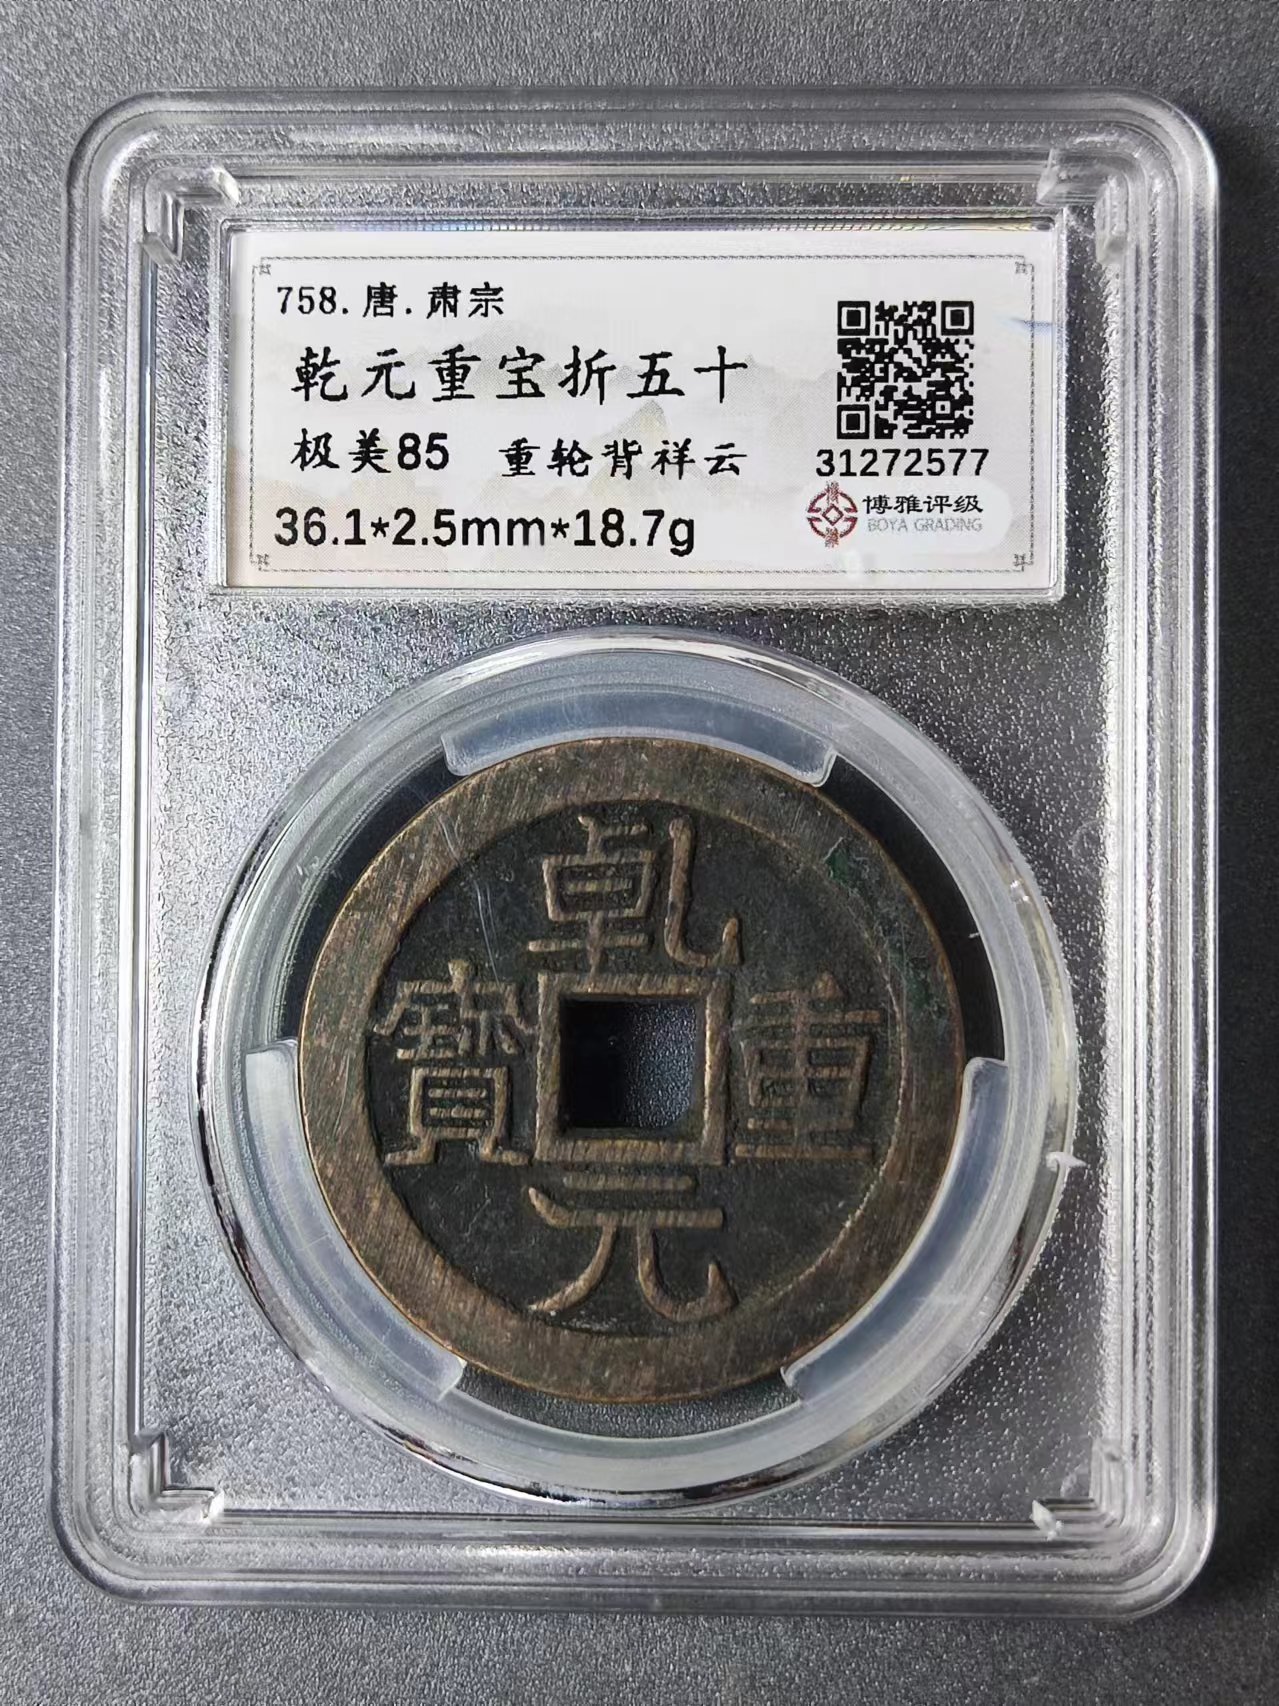 758.唐.肃宗
乾元重宝折五十
极美85 重轮背祥云
31272577
36.1*2.5mm*18.7g
博雅评级
BOYA GRADING
乾
寶 重
元